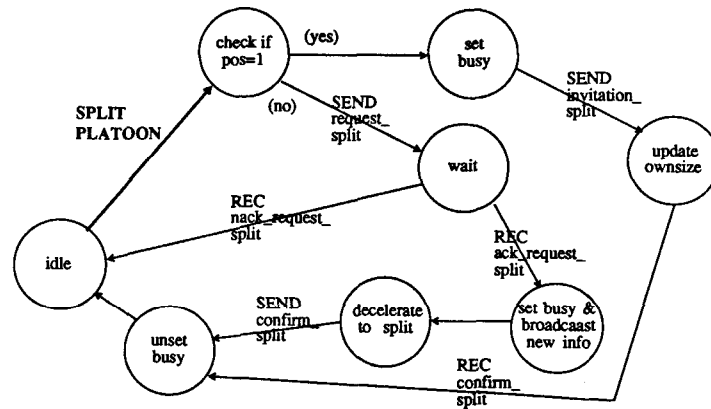 check if
pos=1
(yes)
set
busy
SEND
invitation_
split
(no)
SEND
request_
split
SPLIT
PLATOON
update
ownsize
wait
REC
nack_request_
split
REC
ack_request_
split
idle
SEND
confirm_
split
decelerate
to split
set busy &
broadcaast
new info
unset
busy
REC
confirm_
split